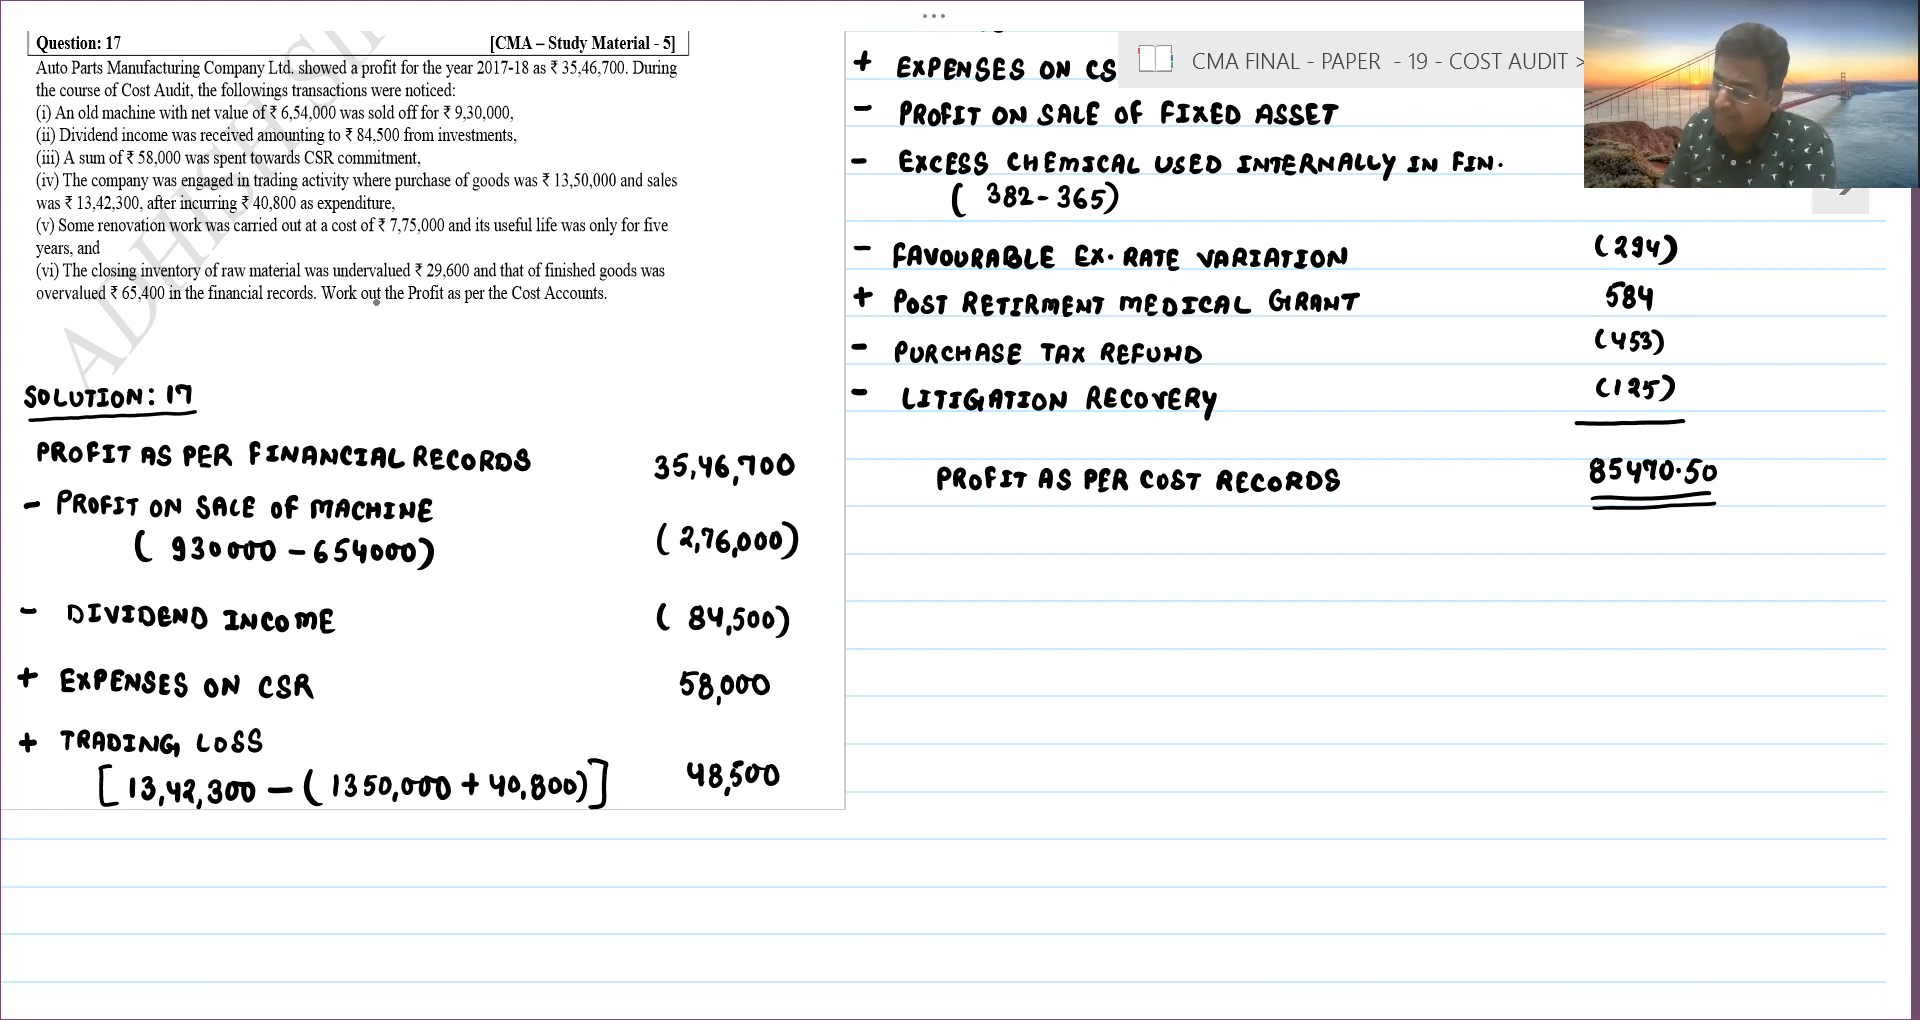 Question: 17 [CMA – Study Material - 5]
Auto Parts Manufacturing Company Ltd. showed a profit for the year 2017-18 as ₹ 35,46,700. During
the course of Cost Audit, the followings transactions were noticed:
(i) An old machine with net value of ₹ 6,54,000 was sold off for ₹ 9,30,000,
(ii) Dividend income was received amounting to ₹ 84,500 from investments,
(iii) A sum of ₹ 58,000 was spent towards CSR commitment,
(iv) The company was engaged in trading activity where purchase of goods was ₹ 13,50,000 and sales
was ₹ 13,42,300, after incurring ₹ 40,800 as expenditure,
(v) Some renovation work was carried out at a cost of ₹ 7,75,000 and its useful life was only for five
years, and
(vi) The closing inventory of raw material was undervalued ₹ 29,600 and that of finished goods was
overvalued ₹ 65,400 in the financial records. Work out the Profit as per the Cost Accounts.
SOLUTION: 17
PROFIT AS PER FINANCIAL RECORDS 35,46,700
- PROFIT ON SALE OF MACHINE
( 930000 - 654000) (2,76,000)
- DIVIDEND INCOME ( 84,500)
+ EXPENSES ON CSR 58,000
+ TRADING LOSS
[13,42,300 - (1350,000 + 40,800)] 48,500
+ EXPENSES ON CS
CMA FINAL - PAPER - 19 - COST AUDIT >
- PROFIT ON SALE OF FIXED ASSET
- EXCESS CHEMICAL USED INTERNALLY IN FIN.
( 382-365)
- FAVOURABLE EX. RATE VARIATION (294)
+ POST RETIRMENT MEDICAL GRANT 584
- PURCHASE TAX REFUND (453)
- LITIGATION RECOVERY (125)
PROFIT AS PER COST RECORDS 85470.50